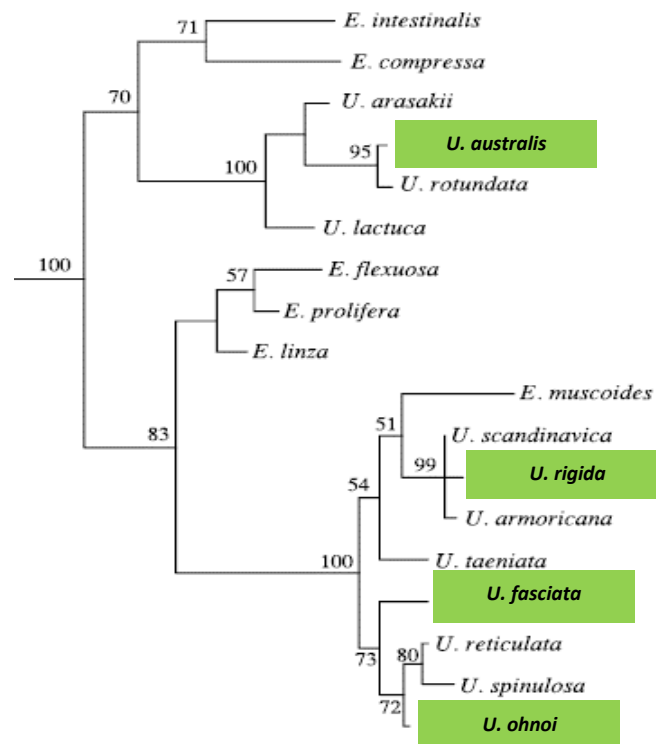 71
E. intestinalis
E. compressa
70
U. arasakii
95
U. australis
100
U. rotundata
U. lactuca
100
57
E. flexuosa
E. prolifera
E. linza
83
E. muscoides
51
U. scandinavica
99
U. rigida
54
U. armoricana
100
U. taeniata
U. fasciata
73
80
U. reticulata
U. spinulosa
72
U. ohnoi